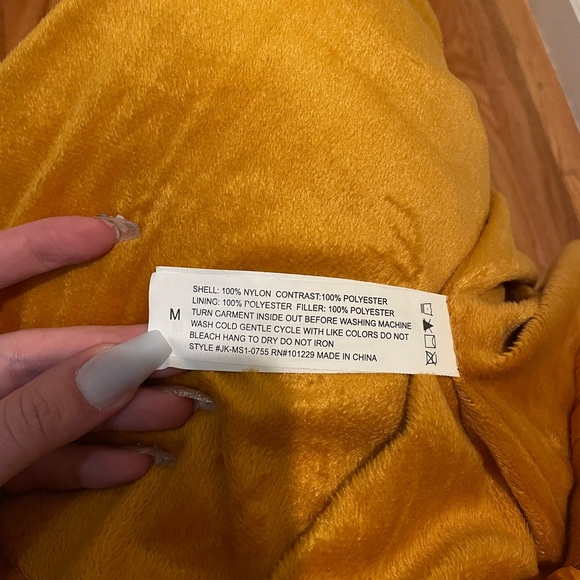 SHELL: 100% NYLON CONTRAST:100% POLYESTER
LINING: 100% POLYESTER FILLER: 100% POLYESTER
M
TURN CARMENT INSIDE OUT BEFORE WASHING MACHINE
WASH COLD GENTLE CYCLE WITH LIKE COLORS DO NOT
BLEACH HANG TO DRY DO NOT IRON
STYLE #JK-MS1-0755 RN#101229 MADE IN CHINA